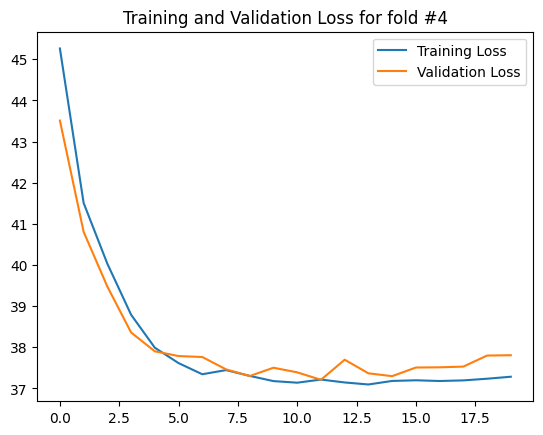 Training and Validation Loss for fold #4
Training Loss
Validation Loss
45
44
43
42
41
40
39
38
37
0.0 2.5 5.0 7.5 10.0 12.5 15.0 17.5